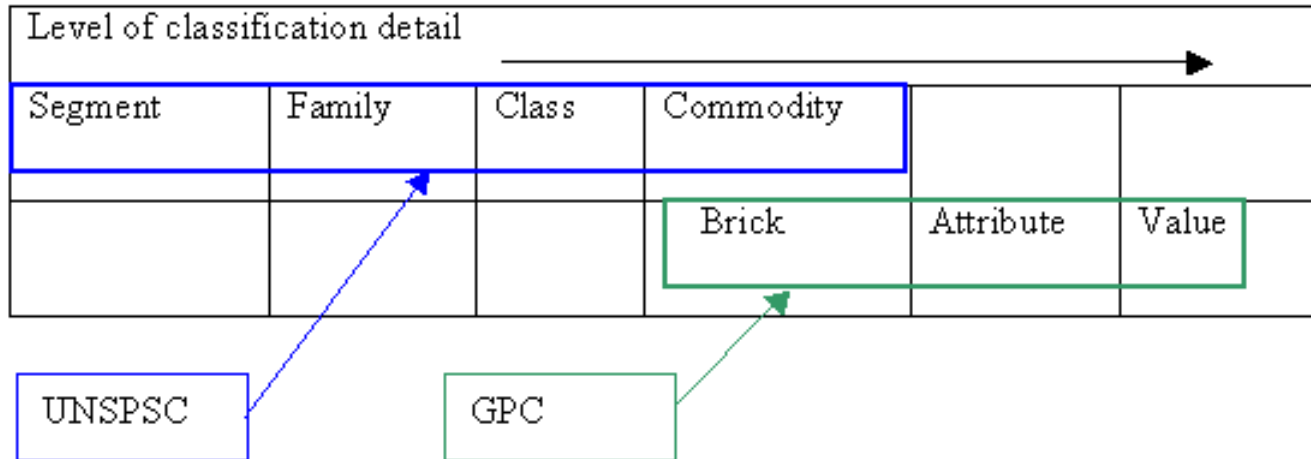 Level of classification detail
Segment Family Class Commodity
Brick Attribute Value
UNSPSC GPC